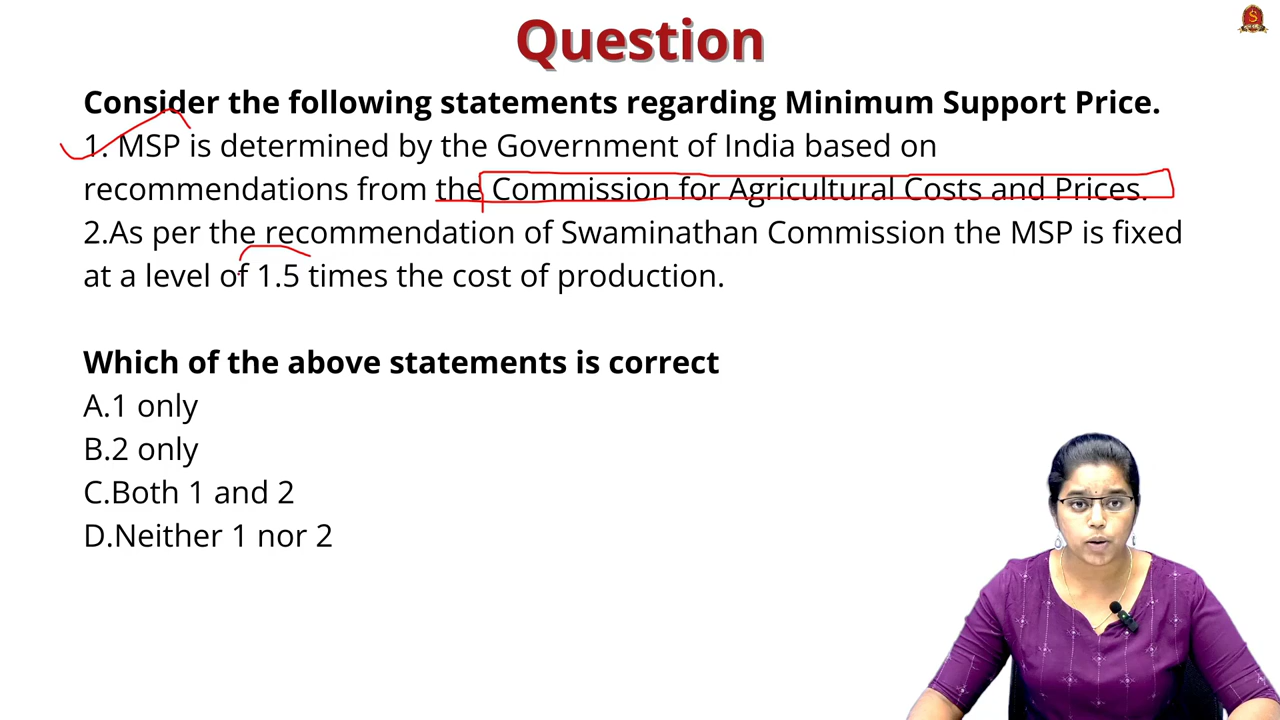 Question
Consider the following statements regarding Minimum Support Price.
1. MSP is determined by the Government of India based on
recommendations from the Commission for Agricultural Costs and Prices.
2.As per the recommendation of Swaminathan Commission the MSP is fixed
at a level of 1.5 times the cost of production.
Which of the above statements is correct
A.1 only
B.2 only
C.Both 1 and 2
D.Neither 1 nor 2